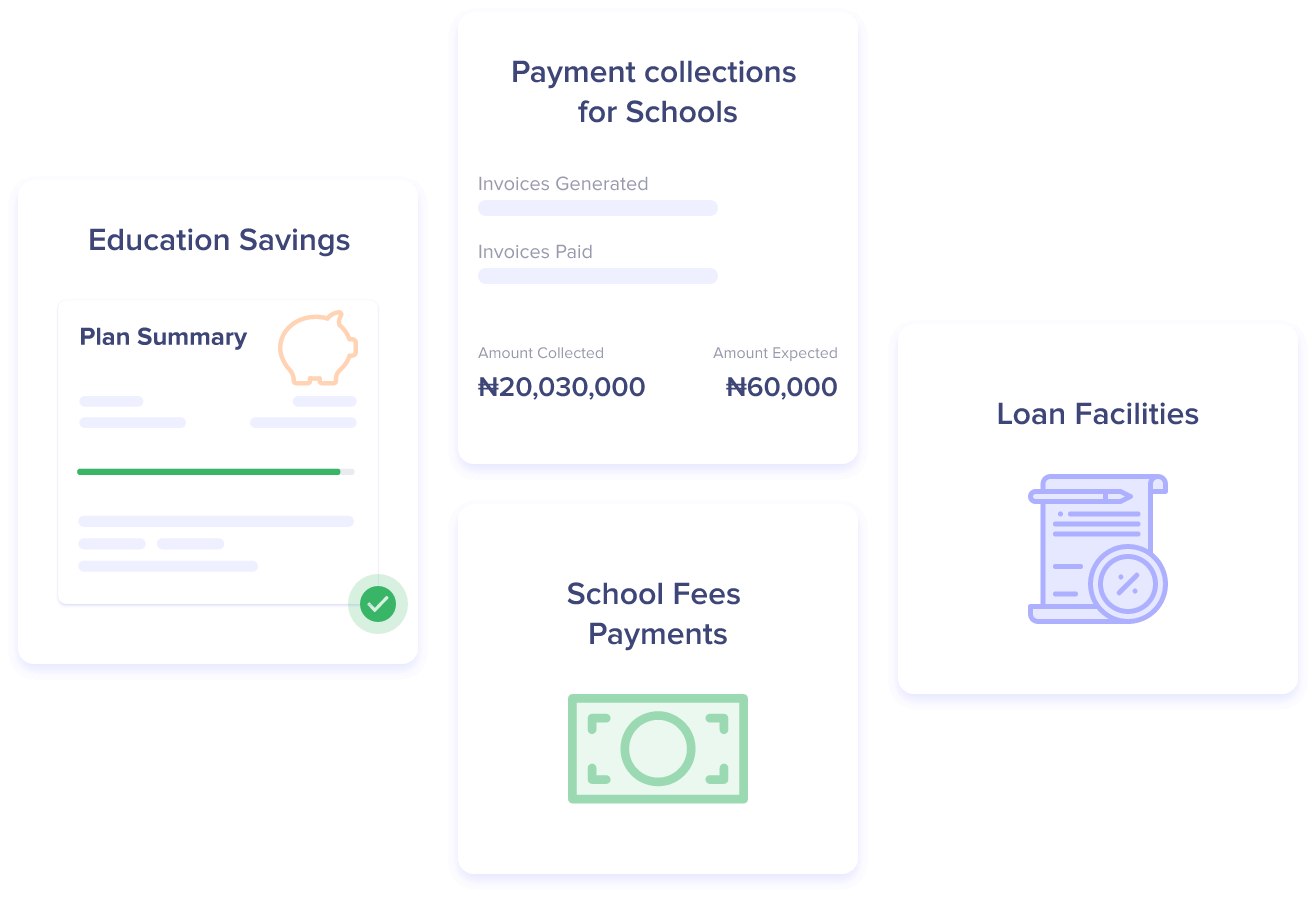 Education Savings
Plan Summary
Payment collections
for Schools
Invoices Generated
Invoices Paid
Amount Collected
₦20,030,000
Amount Expected
₦60,000
School Fees
Payments
Loan Facilities